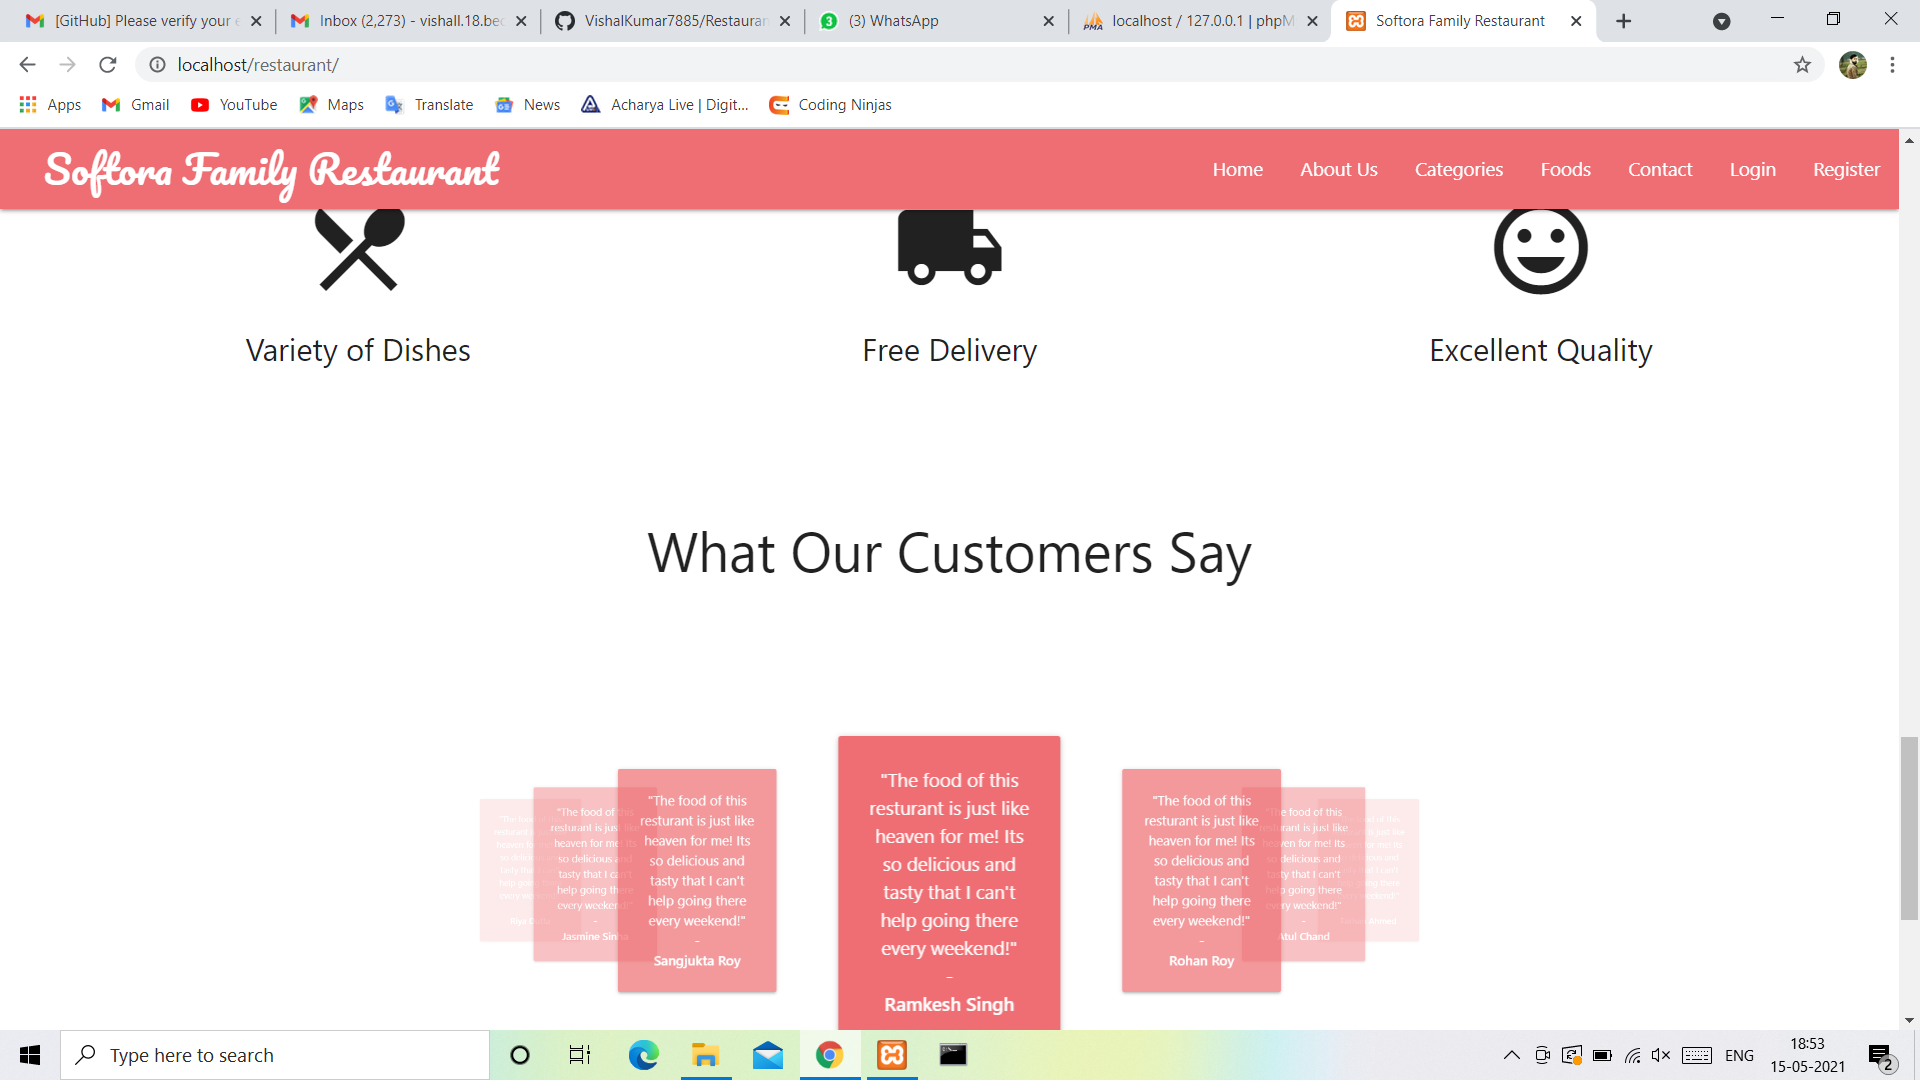 [GitHub] Please verify your
Inbox (2,273) - vishall.18.bec
VishalKumar7885/Restauran
(3) WhatsApp
localhost / 127.0.0.1 | phpM
Softora Family Restaurant
localhost/restaurant/
Apps
Gmail
YouTube
Maps
Translate
News
Acharya Live | Digit...
Coding Ninjas
Softora Family Restaurant
Home
About Us
Categories
Foods
Contact
Login
Register
Variety of Dishes
Free Delivery
Excellent Quality
What Our Customers Say
"The food of this
resturant is just
heaven for me! Its
so delicious and
tasty that I can't
help going there
every weekend!"
-
Jasmine Sinha
"The food of this
resturant is just like
heaven for me! Its
so delicious and
tasty that I can't
help going there
every weekend!"
-
Sangjukta Roy
"The food of this
resturant is just like
heaven for me! Its
so delicious and
tasty that I can't
help going there
every weekend!"
-
Ramkesh Singh
"The food of this
resturant is just like
heaven for me! Its
so delicious and
tasty that I can't
help going there
every weekend!"
-
Rohan Roy
"The food of this
resturant is just like
heaven for me! Its
so delicious and
tasty that I can't
help going there
every weekend!"
-
Atul Chand
Type here to search
ENG
18:53
15-05-2021
2